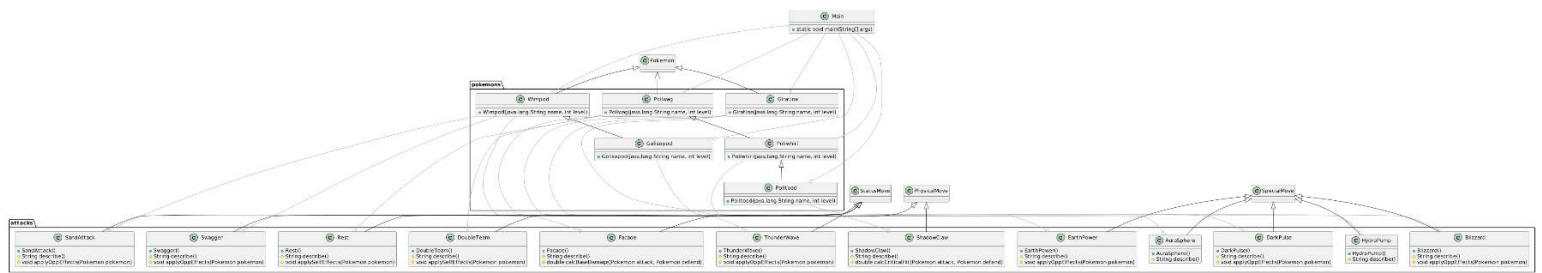 C Main
static void main(String[] args)
C Pokemon
pokemons
C Wimpod
Wimpod(java.lang.String name, int level)
C Poliwag
Poliwag(java.lang.String name, int level)
C Giratina
Giratina(java.lang.String name, int level)
C Golisopod
Golisopod(java.lang.String name, int level)
C Poliwhirl
Poliwhirl(java.lang.String name, int level)
C Politoed
Politoed(java.lang.String name, int level)
C StatusMove
C PhysicalMove
C SpecialMove
attacks
C SandAttack
SandAttack()
String describe()
void applyOppEffects(Pokemon pokemon)
C Swagger
Swagger()
String describe()
void applyOppEffects(Pokemon pokemon)
C Rest
Rest()
String describe()
void applySelfEffects(Pokemon pokemon)
C DoubleTeam
DoubleTeam()
String describe()
void applySelfEffects(Pokemon pokemon)
C Facade
Facade()
String describe()
double calcBaseDamage(Pokemon attack, Pokemon defend)
C ThunderWave
ThunderWave()
String describe()
void applyOppEffects(Pokemon pokemon)
C ShadowClaw
ShadowClaw()
String describe()
double calcCriticalHit(Pokemon attack, Pokemon defend)
C EarthPower
EarthPower()
String describe()
void applyOppEffects(Pokemon pokemon)
C AuraSphere
AuraSphere()
String describe()
C DarkPulse
DarkPulse()
String describe()
void applyOppEffects(Pokemon pokemon)
C HydroPump
HydroPump()
String describe()
C Blizzard
Blizzard()
String describe()
void applyOppEffects(Pokemon pokemon)